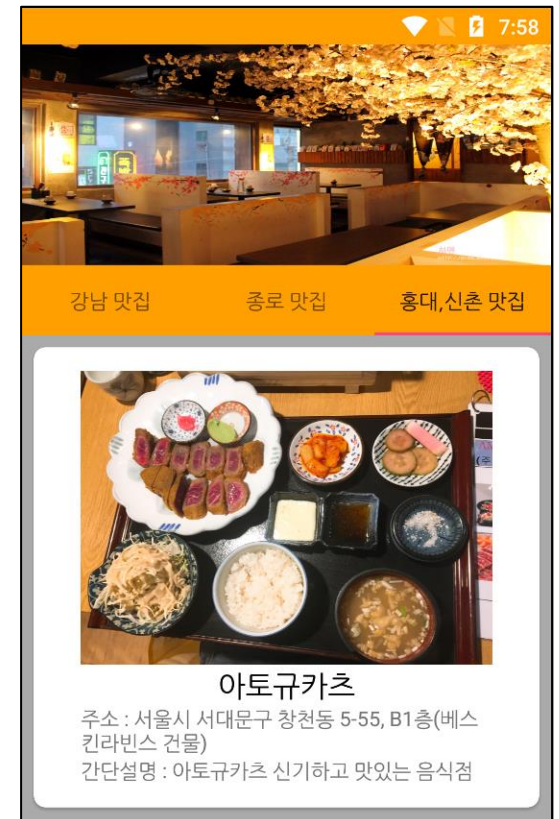 7:58
강남 맛집
종로 맛집
홍대,신촌 맛집
아토규카츠
주소 : 서울시 서대문구 창천동 5-55, B1층(베스
킨라빈스 건물)
간단설명 : 아토규카츠 신기하고 맛있는 음식점